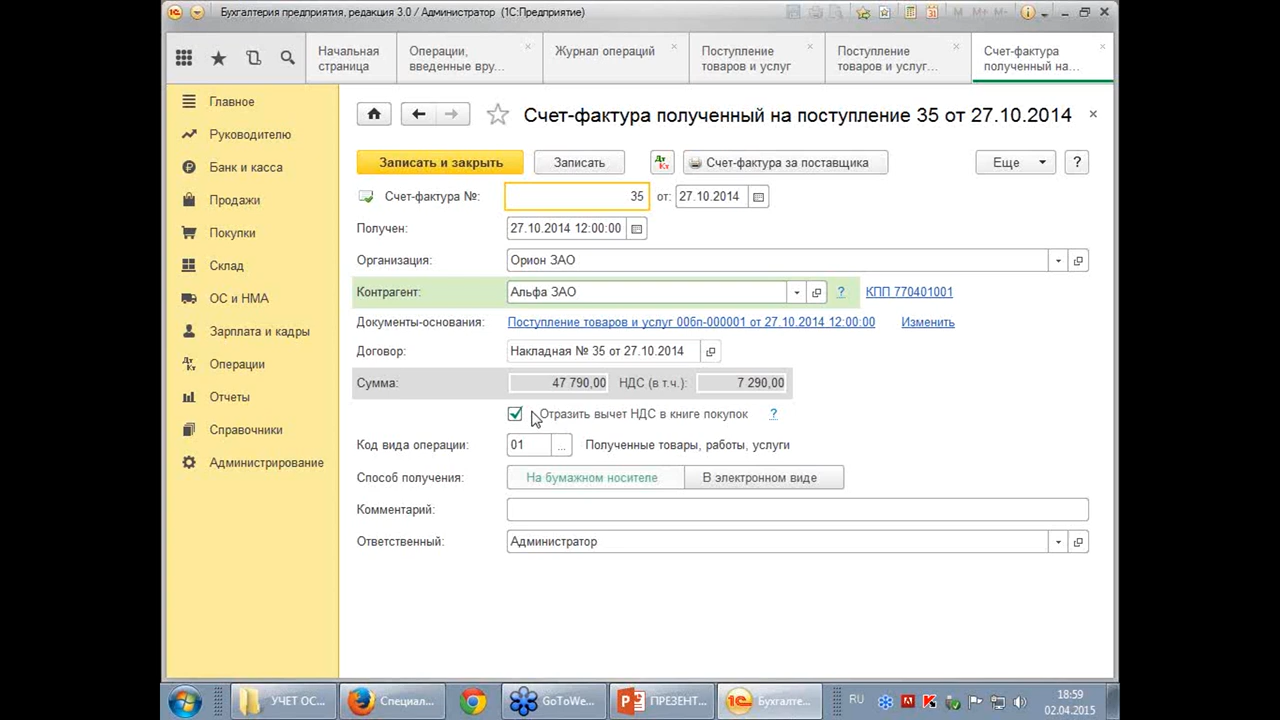 Бухгалтерия предприятия, редакция 3.0 / Администратор (1С:Предприятие)
M M+ M-
Начальная страница
Операции, введенные вру...
Журнал операций
Поступление товаров и услуг
Поступление товаров и услуг...
Счет-фактура полученный на...
Главное
Руководителю
Банк и касса
Продажи
Покупки
Склад
ОС и НМА
Зарплата и кадры
Операции
Отчеты
Справочники
Администрирование
Счет-фактура полученный на поступление 35 от 27.10.2014
Записать и закрыть Записать Дт Кт Счет-фактура за поставщика Еще ?
Счет-фактура №: 35 от: 27.10.2014
Получен: 27.10.2014 12:00:00
Организация: Орион ЗАО
Контрагент: Альфа ЗАО ? КПП 770401001
Документы-основания: Поступление товаров и услуг 00бп-000001 от 27.10.2014 12:00:00 Изменить
Договор: Накладная № 35 от 27.10.2014
Сумма: 47 790,00 НДС (в т.ч.): 7 290,00
Отразить вычет НДС в книге покупок ?
Код вида операции: 01 ... Полученные товары, работы, услуги
Способ получения: На бумажном носителе В электронном виде
Комментарий:
Ответственный: Администратор
УЧЕТ ОС... Специал... GoToWe... ПРЕЗЕНТ... Бухгалте... RU 18:59
02.04.2015